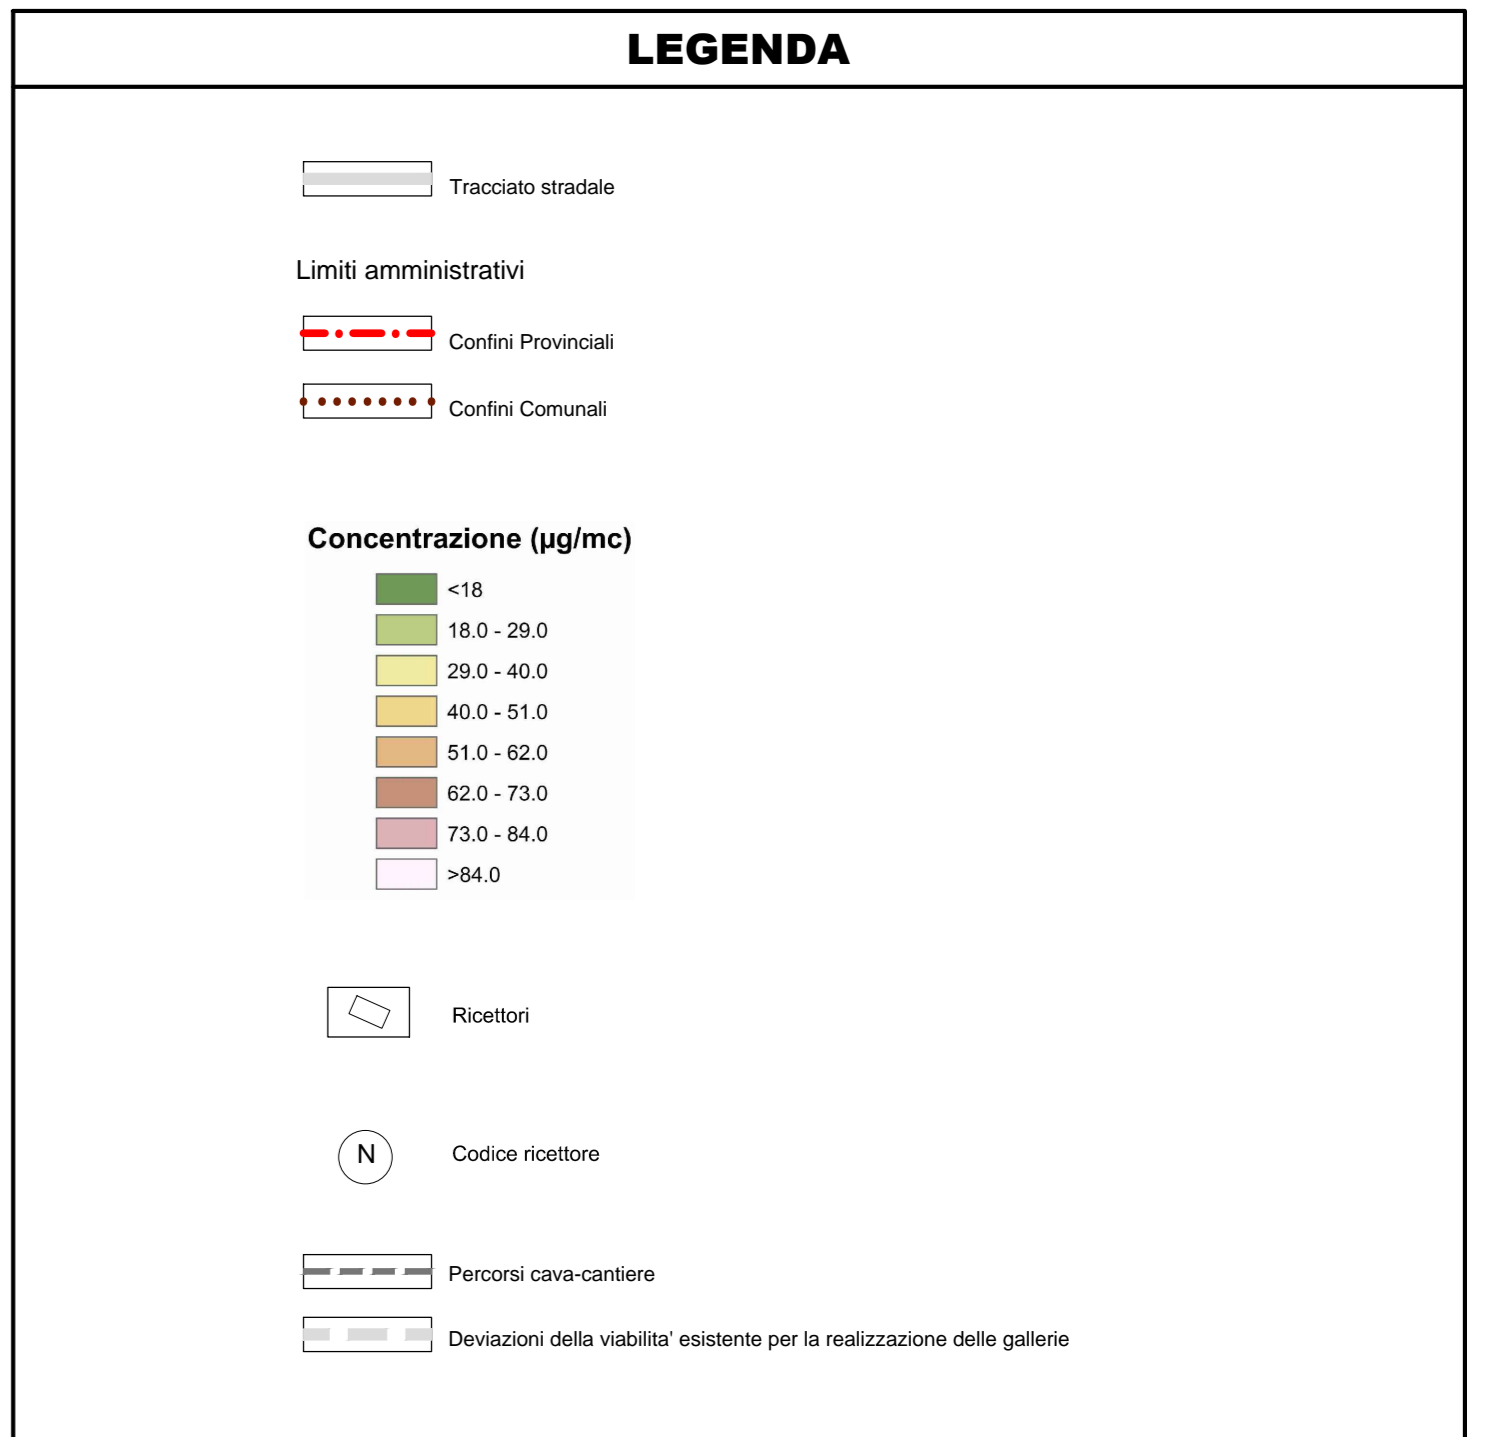 LEGENDA
Tracciato stradale
Limiti amministrativi
Confini Provinciali
Confini Comunali
Concentrazione (µg/mc)
<18
18.0 - 29.0
29.0 - 40.0
40.0 - 51.0
51.0 - 62.0
62.0 - 73.0
73.0 - 84.0
>84.0
Ricettori
N Codice ricettore
Percorsi cava-cantiere
Deviazioni della viabilita' esistente per la realizzazione delle gallerie